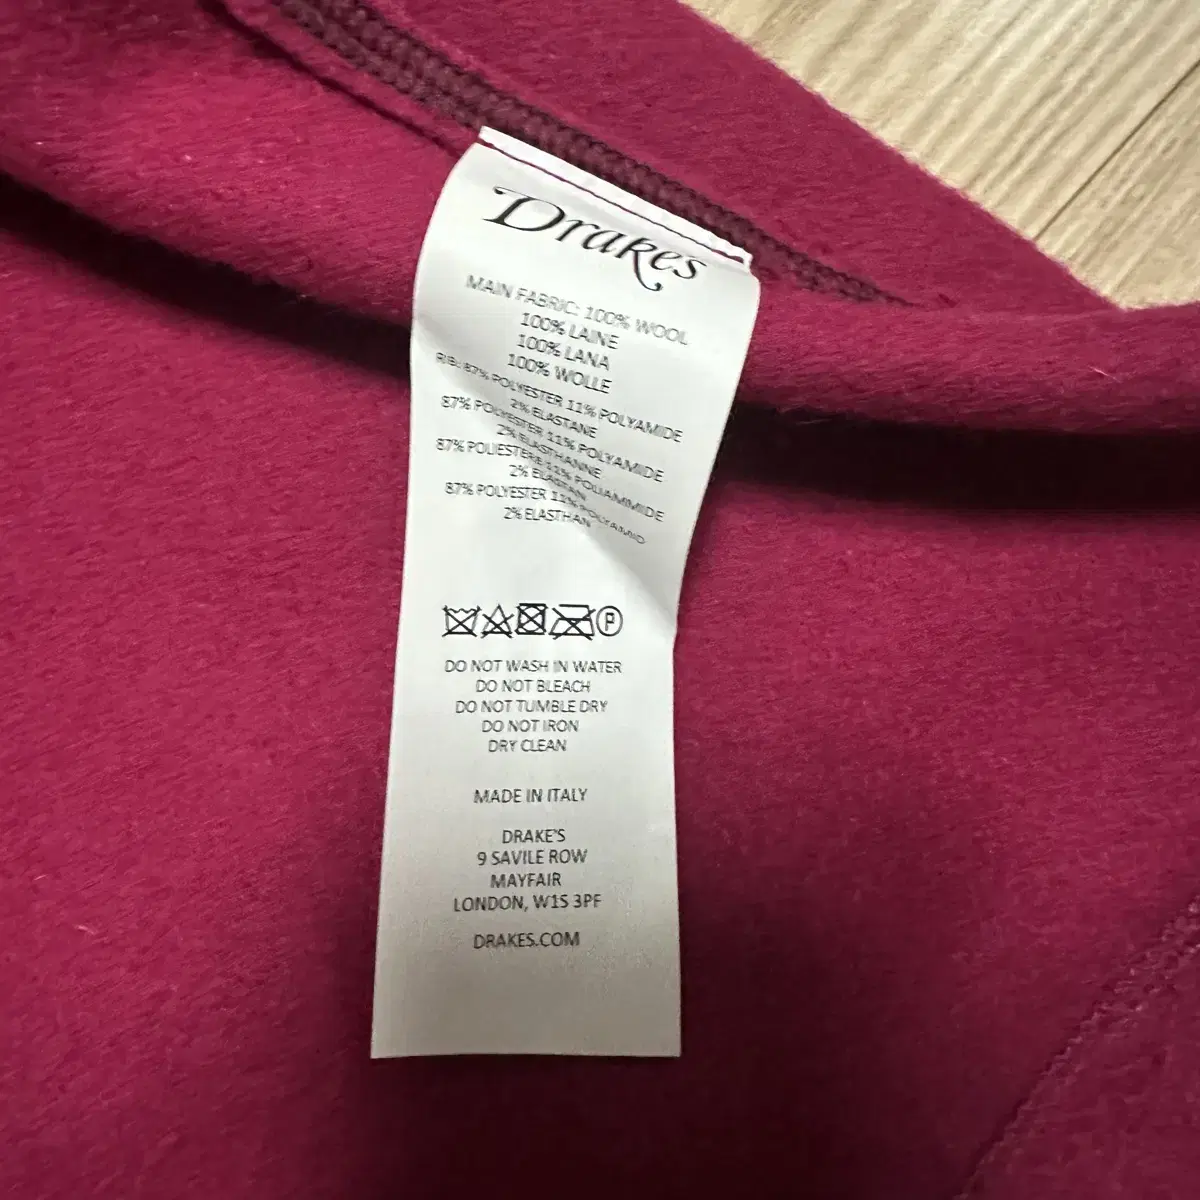 Drakes
MAIN FABRIC: 100% WOOL
100% LAINE
100% LANA
100% WOLLE
RIB: 87% POLYESTER 11% POLYAMIDE
2% ELASTANE
87% POLYESTER 11% POLYAMIDE
2% ELASTHANNE
87% POLIESTERE 11% POLIAMMIDE
2% ELASTAN
87% POLYESTER 11% POLYAMID
2% ELASTHAN
P
DO NOT WASH IN WATER
DO NOT BLEACH
DO NOT TUMBLE DRY
DO NOT IRON
DRY CLEAN
MADE IN ITALY
DRAKE'S
9 SAVILE ROW
MAYFAIR
LONDON, W1S 3PF
DRAKES.COM